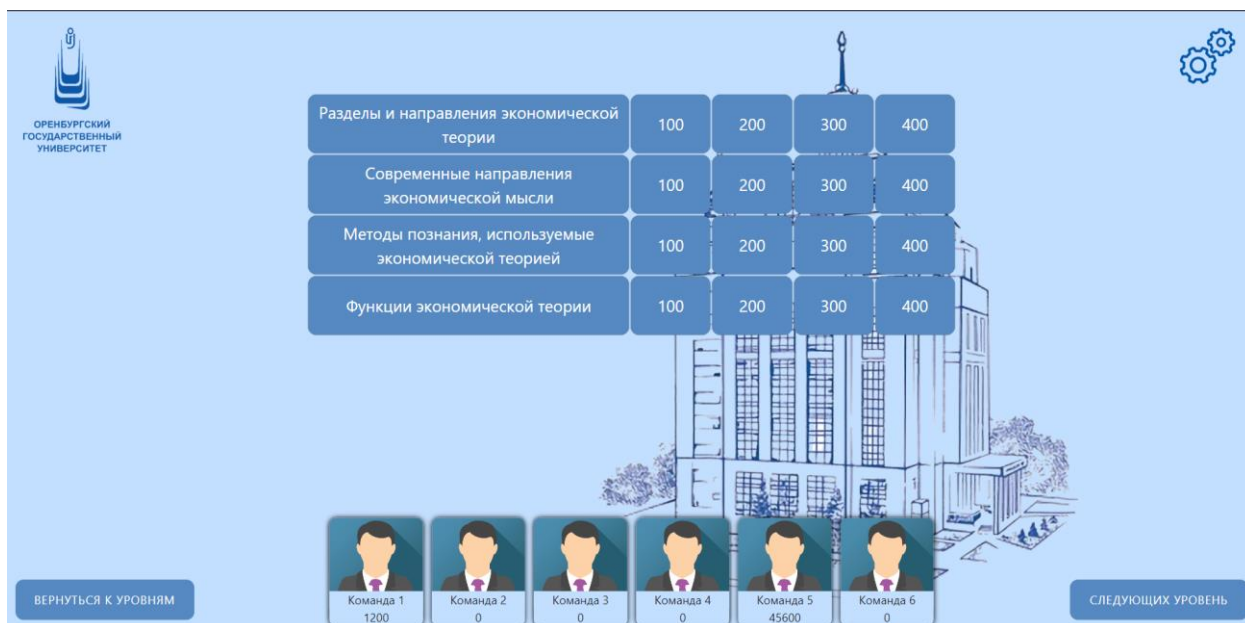 ОРЕНБУРГСКИЙ
ГОСУДАРСТВЕННЫЙ
УНИВЕРСИТЕТ
Разделы и направления экономической
теории
100 200 300 400
Современные направления
экономической мысли
100 200 300 400
Методы познания, используемые
экономической теорией
100 200 300 400
Функции экономической теории 100 200 300 400
Команда 1 Команда 2 Команда 3 Команда 4 Команда 5 Команда 6
1200 0 0 0 45600 0
ВЕРНУТЬСЯ К УРОВНЯМ
СЛЕДУЮЩИХ УРОВЕНЬ